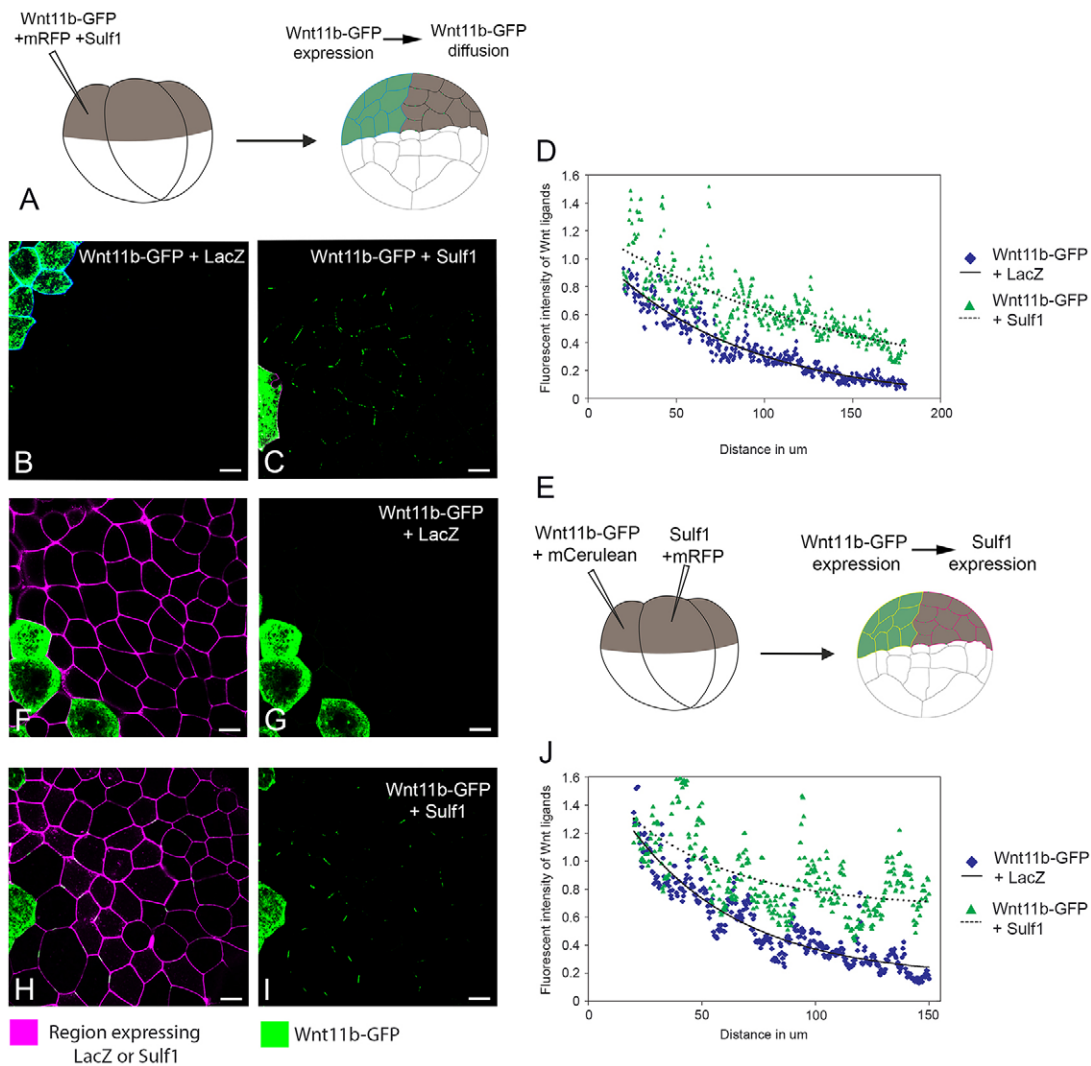 Wnt11b-GFP
+mRFP +Sulf1
Wnt11b-GFP
expression
Wnt11b-GFP
diffusion
A
Wnt11b-GFP + LacZ
B
Wnt11b-GFP + Sulf1
C
D
Fluorescent intensity of Wnt ligands
1.6
1.4
1.2
1.0
0.8
0.6
0.4
0.2
0
0
50
100
150
200
Distance in um
Wnt11b-GFP
+ LacZ
Wnt11b-GFP
+ Sulf1
E
Wnt11b-GFP
+ mCerulean
Sulf1
+mRFP
Wnt11b-GFP
expression
Sulf1
expression
F
Wnt11b-GFP
+ LacZ
G
H
Wnt11b-GFP
+ Sulf1
I
J
Fluorescent intensity of Wnt ligands
1.6
1.4
1.2
1.0
0.8
0.6
0.4
0.2
0
0
50
100
150
Distance in um
Wnt11b-GFP
+ LacZ
Wnt11b-GFP
+ Sulf1
Region expressing
LacZ or Sulf1
Wnt11b-GFP